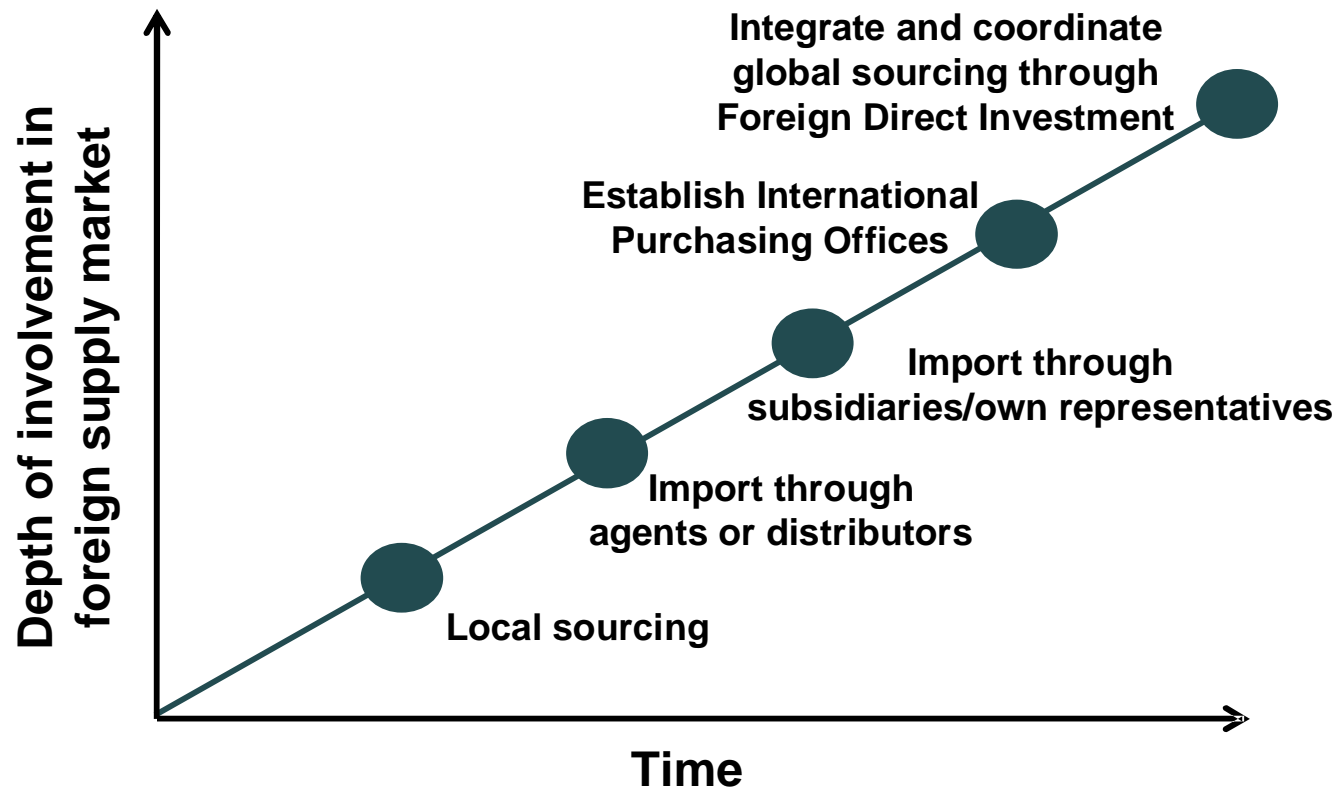 Integrate and coordinate
global sourcing through
Foreign Direct Investment
Establish International
Purchasing Offices
Import through
subsidiaries/own representatives
Import through
agents or distributors
Local sourcing
Depth of involvement in
foreign supply market
Time